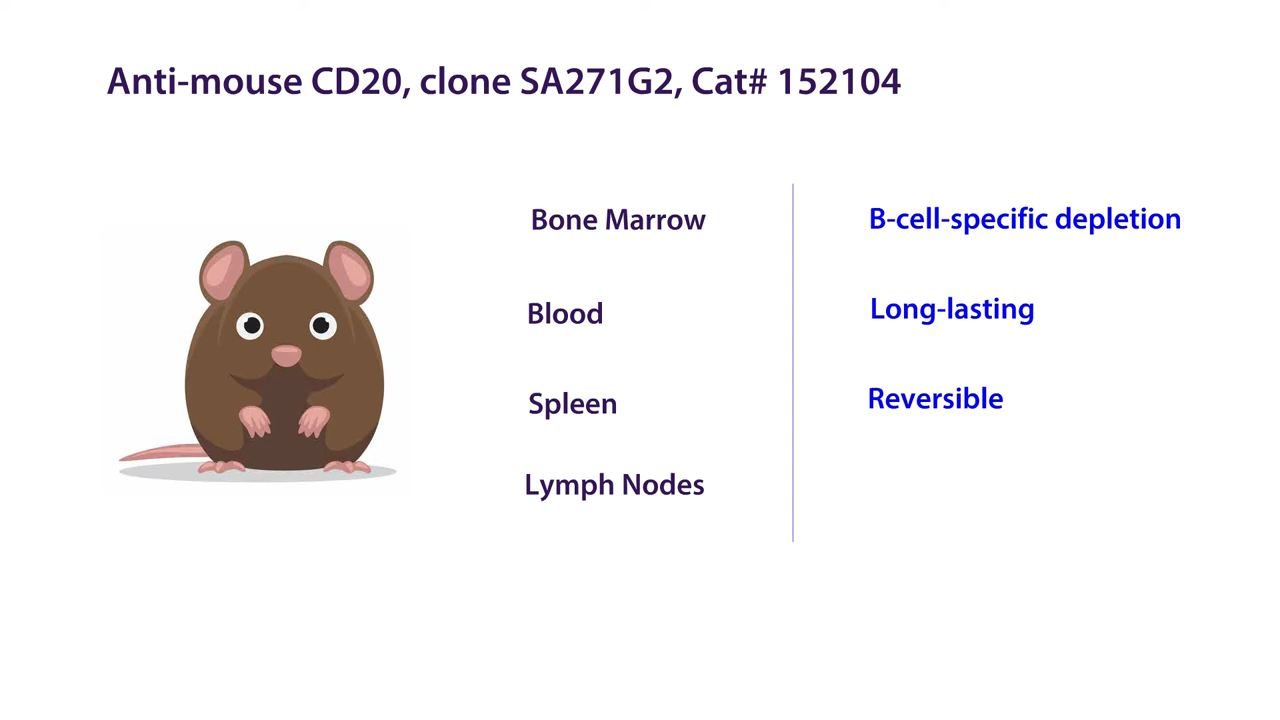 Anti-mouse CD20, clone SA271G2, Cat# 152104
Bone Marrow
Blood
Spleen
Lymph Nodes
B-cell-specific depletion
Long-lasting
Reversible